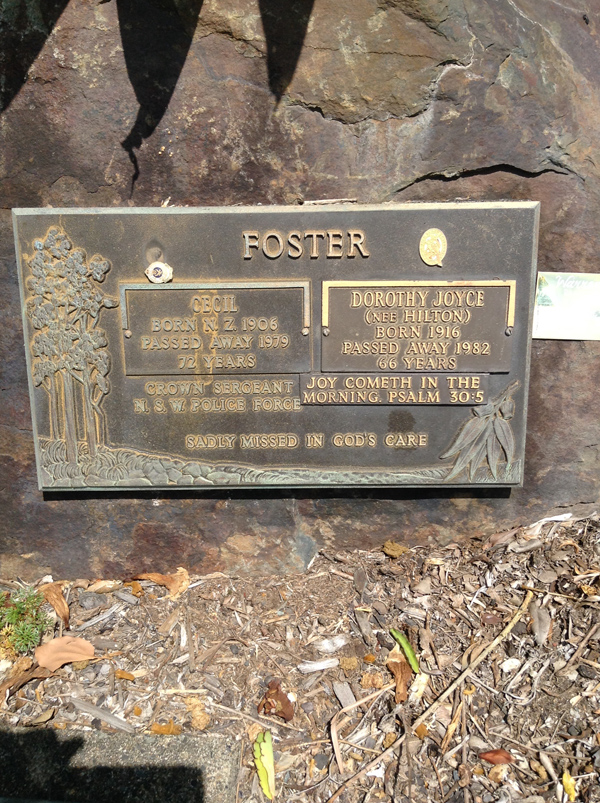 FOSTER
CECIL
BORN N.Z. 1906
PASSED AWAY 1979
72 YEARS
DOROTHY JOYCE
(NEE HILTON)
BORN 1916
PASSED AWAY 1982
66 YEARS
CROWN SERGEANT
N.S.W. POLICE FORCE
JOY COMETH IN THE
MORNING. PSALM 30:5
SADLY MISSED IN GOD'S CARE